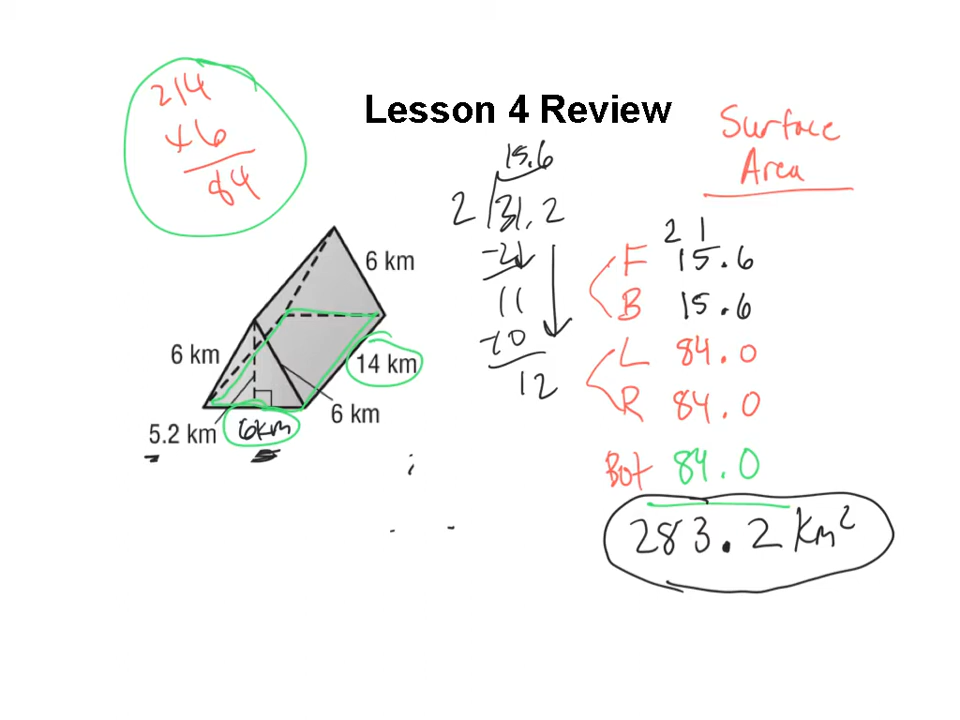 Lesson 4 Review
214
x6
84
15.6
2 31.2
-2
11
10
12
Surface
Area
2 1
F 15.6
B 15.6
L 84.0
R 84.0
Bot 84.0
283.2 km²
6 km
6 km
14 km
6 km
5.2 km
6km